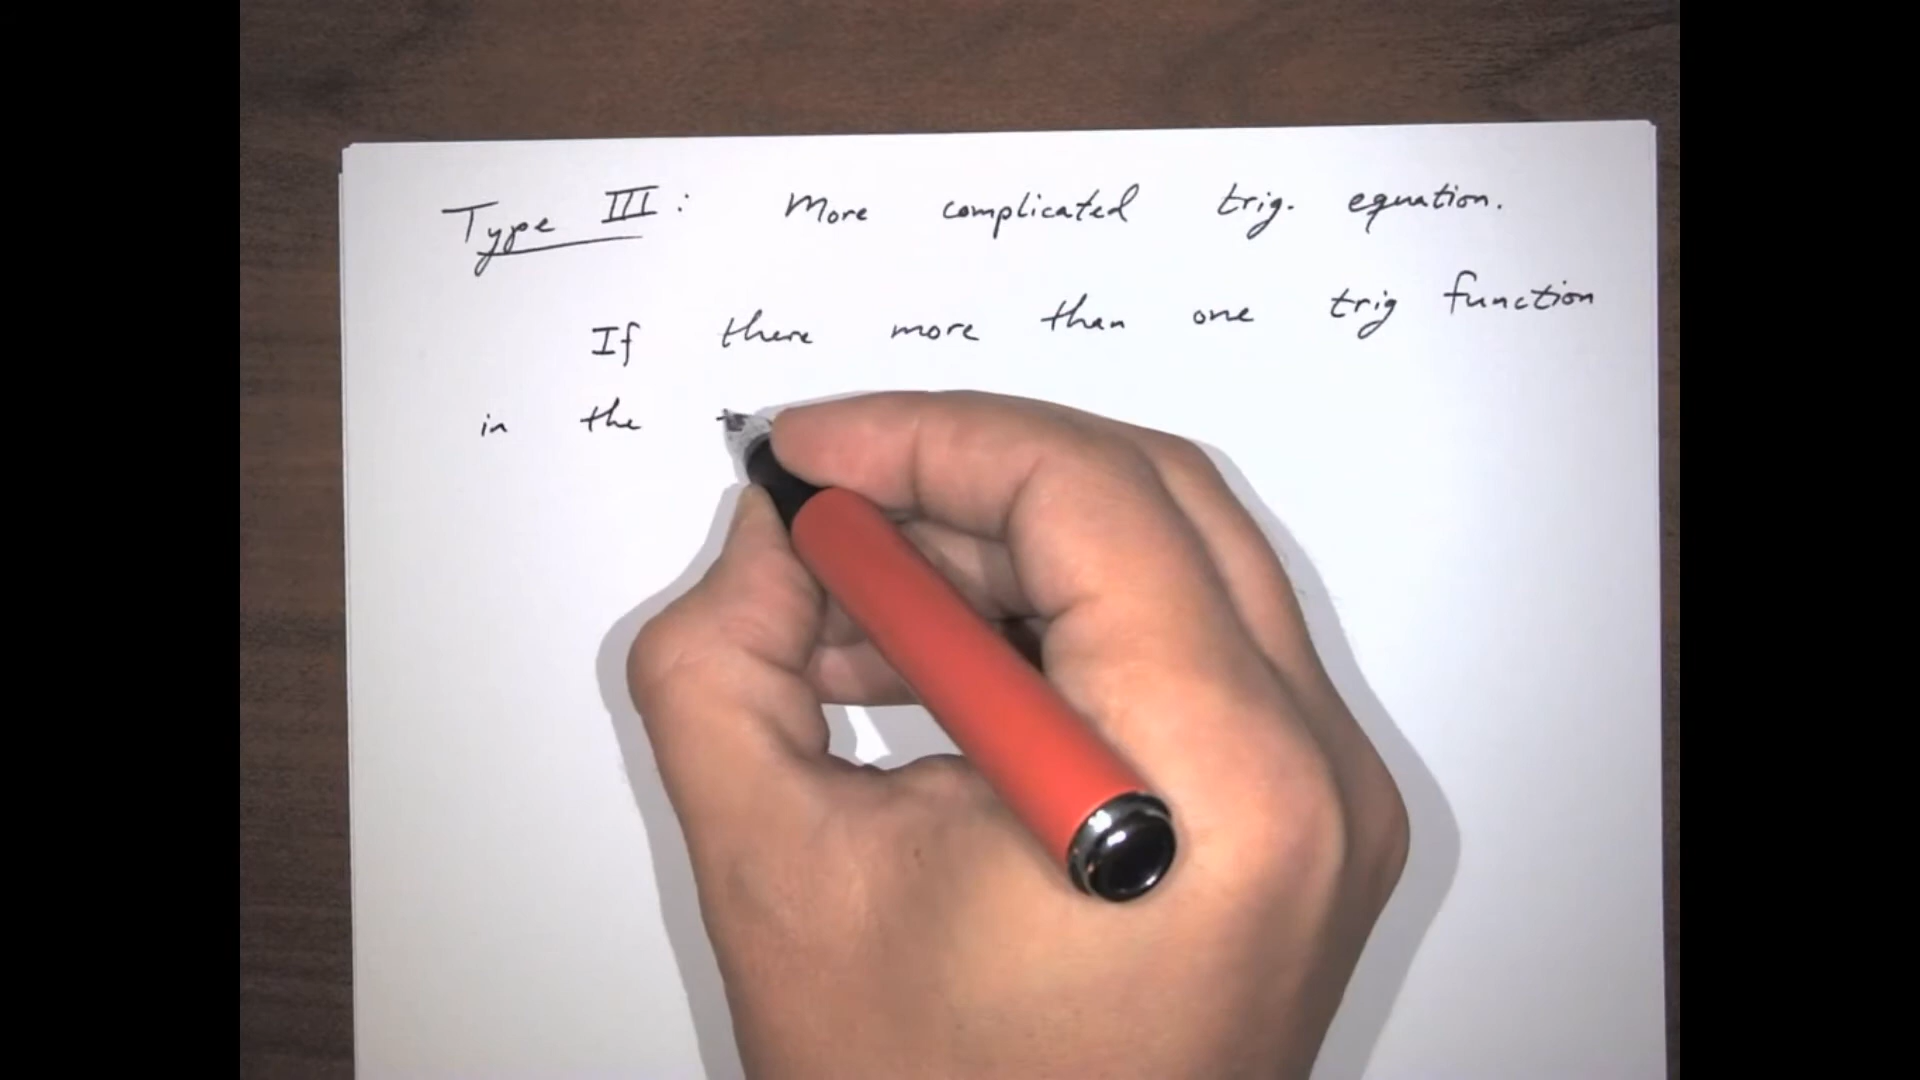 Type III: More complicated trig. equation.
If there more than one trig function
in the